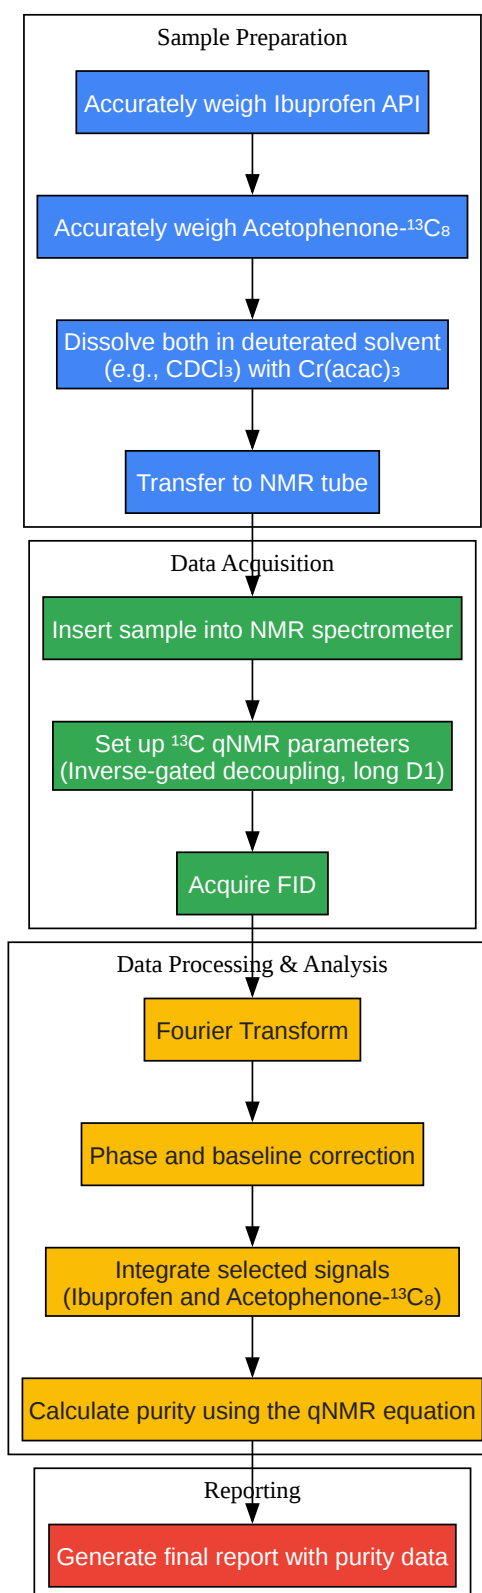 Sample Preparation
Accurately weigh Ibuprofen API
Accurately weigh Acetophenone-¹³C₈
Dissolve both in deuterated solvent
(e.g., CDCl₃) with Cr(acac)₃
Transfer to NMR tube
Data Acquisition
Insert sample into NMR spectrometer
Set up ¹³C qNMR parameters
(Inverse-gated decoupling, long D1)
Acquire FID
Data Processing & Analysis
Fourier Transform
Phase and baseline correction
Integrate selected signals
(Ibuprofen and Acetophenone-¹³C₈)
Calculate purity using the qNMR equation
Reporting
Generate final report with purity data